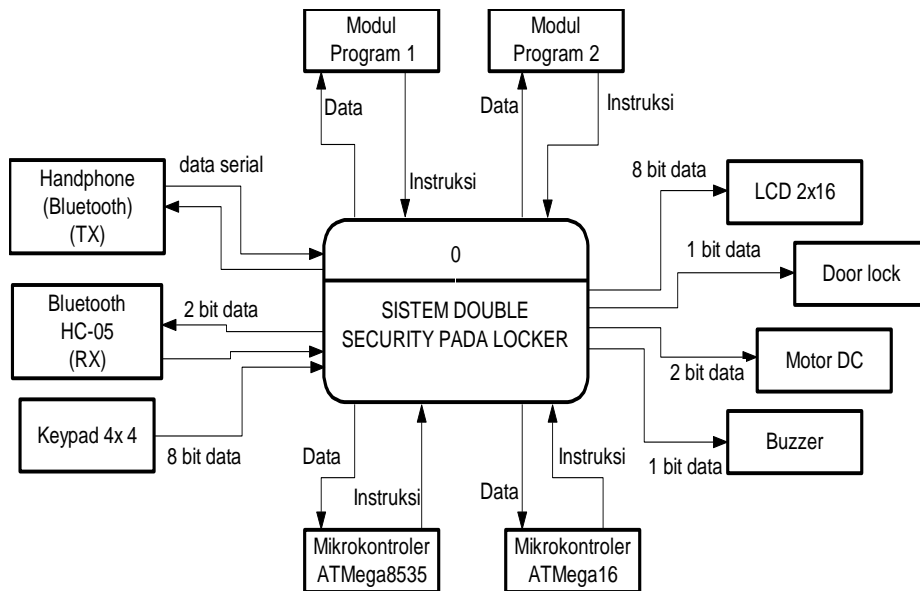 Modul
Program 1
Modul
Program 2
Data
Instruksi
Data
Instruksi
Handphone
(Bluetooth)
(TX)
data serial
Bluetooth
HC-05
(RX)
2 bit data
Keypad 4x 4
8 bit data
0
SISTEM DOUBLE
SECURITY PADA LOCKER
8 bit data
LCD 2x16
1 bit data
Door lock
2 bit data
Motor DC
1 bit data
Buzzer
Data
Instruksi
Data
Instruksi
Mikrokontroler
ATMega8535
Mikrokontroler
ATMega16